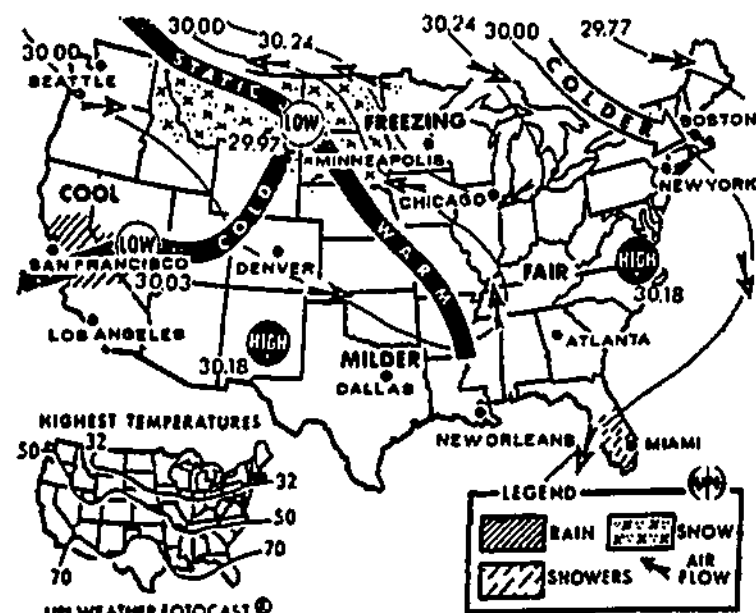 30.00
30.24
30.24
30.00
29.77
30.00
SEATTLE
STATIC
COLDER
LOW
FREEZING
BOSTON
29.97
MINNEAPOLIS
NEW YORK
COOL
CHICAGO
COLD
WARM
LOW
SAN FRANCISCO
DENVER
FAIR
HIGH
30.03
30.18
LOS ANGELES
HIGH
ATLANTA
30.18
MILDER
DALLAS
NEW ORLEANS
MIAMI
HIGHEST TEMPERATURES
32
50
32
50
70
70
LEGEND
UPI
RAIN
SNOW
SHOWERS
AIR
FLOW
UPI WEATHER FOTOCAST ©